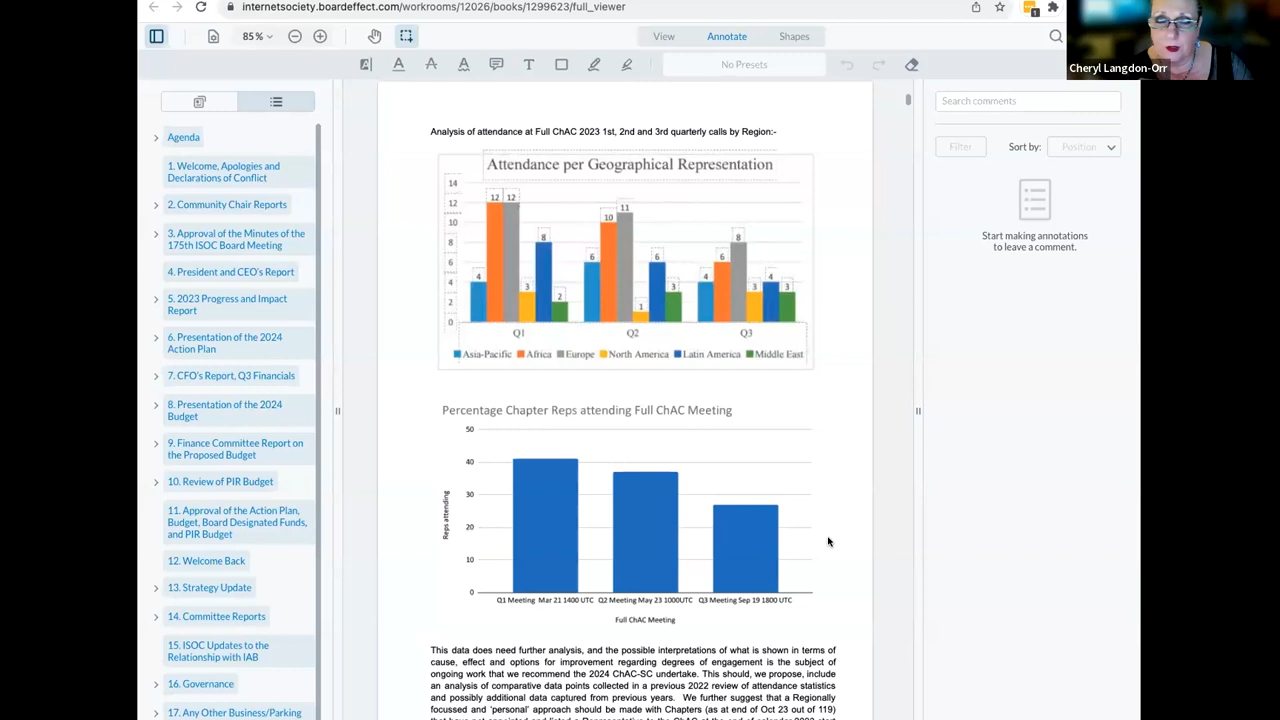 internetsociety.boardeffect.com/workrooms/12026/books/1299623/full_viewer
1
85 %
View
Annotate
Shapes
No Presets
Cheryl Langdon-Orr
Agenda
1. Welcome, Apologies and
Declarations of Conflict
2. Community Chair Reports
3. Approval of the Minutes of the
175th ISOC Board Meeting
4. President and CEO's Report
5. 2023 Progress and Impact
Report
6. Presentation of the 2024
Action Plan
7. CFO's Report, Q3 Financials
8. Presentation of the 2024
Budget
9. Finance Committee Report on
the Proposed Budget
10. Review of PIR Budget
11. Approval of the Action Plan,
Budget, Board Designated Funds,
and PIR Budget
12. Welcome Back
13. Strategy Update
14. Committee Reports
15. ISOC Updates to the
Relationship with IAB
16. Governance
17. Any Other Business/Parking
Analysis of attendance at Full ChAC 2023 1st, 2nd and 3rd quarterly calls by Region:-
Attendance per Geographical Representation
14
12
10
8
6
4
2
0
4 12 12 3 8 2
6 10 11 1 6 3
4 6 8 3 4 3
Q1 Q2 Q3
Asia-Pacific Africa Europe North America Latin America Middle East
Percentage Chapter Reps attending Full ChAC Meeting
50
40
30
20
10
0
Reps attending
Q1 Meeting Mar 21 1400 UTC Q2 Meeting May 23 1000UTC Q3 Meeting Sep 19 1800 UTC
Full ChAC Meeting
This data does need further analysis, and the possible interpretations of what is shown in terms of
cause, effect and options for improvement regarding degrees of engagement is the subject of
ongoing work that we recommend the 2024 ChAC-SC undertake. This should, we propose, include
an analysis of comparative data points collected in a previous 2022 review of attendance statistics
and possibly additional data captured from previous years. We further suggest that a Regionally
focussed and 'personal' approach should be made with Chapters (as at end of Oct 23 out of 119)
Search comments
Filter
Sort by:
Position
Start making annotations
to leave a comment.